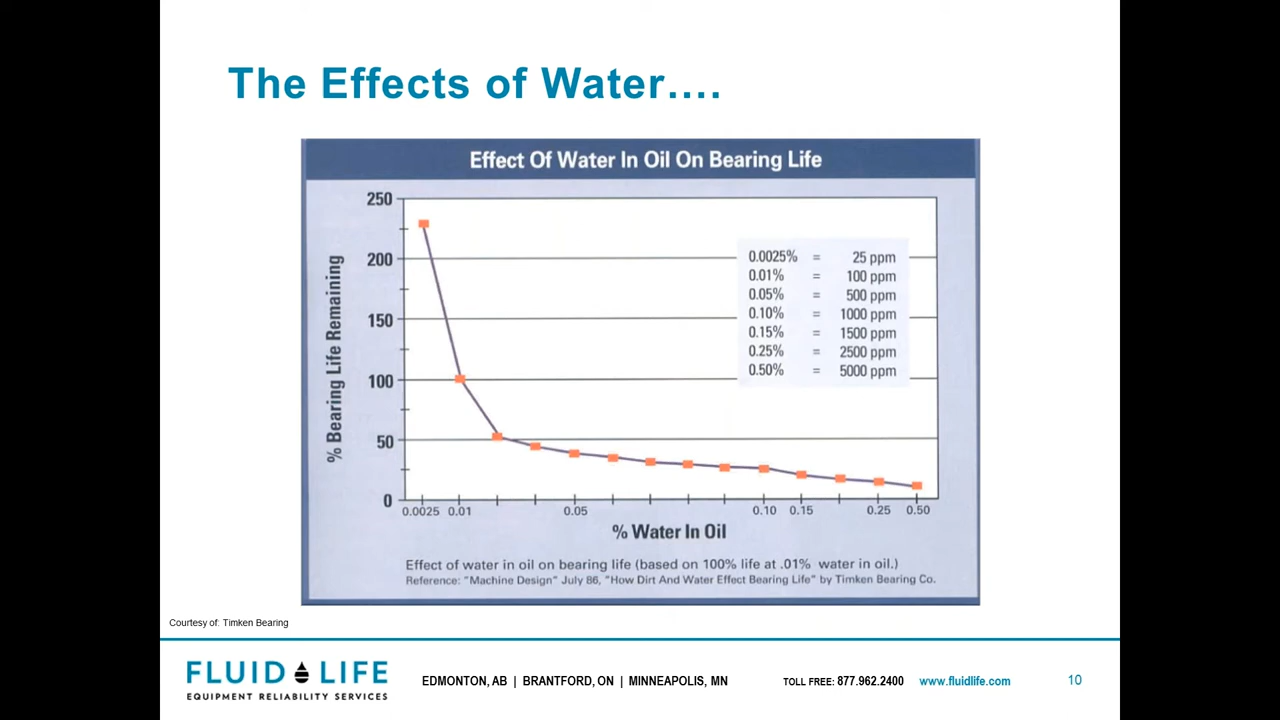 The Effects of Water….
Effect Of Water In Oil On Bearing Life
% Bearing Life Remaining
250
200
150
100
50
0
0.0025% = 25 ppm
0.01% = 100 ppm
0.05% = 500 ppm
0.10% = 1000 ppm
0.15% = 1500 ppm
0.25% = 2500 ppm
0.50% = 5000 ppm
0.0025 0.01 0.05 0.10 0.15 0.25 0.50
% Water In Oil
Effect of water in oil on bearing life (based on 100% life at .01% water in oil.)
Reference: "Machine Design" July 86, "How Dirt And Water Effect Bearing Life" by Timken Bearing Co.
Courtesy of: Timken Bearing
FLUID LIFE
EQUIPMENT RELIABILITY SERVICES
EDMONTON, AB | BRANTFORD, ON | MINNEAPOLIS, MN TOLL FREE: 877.962.2400 www.fluidlife.com 10